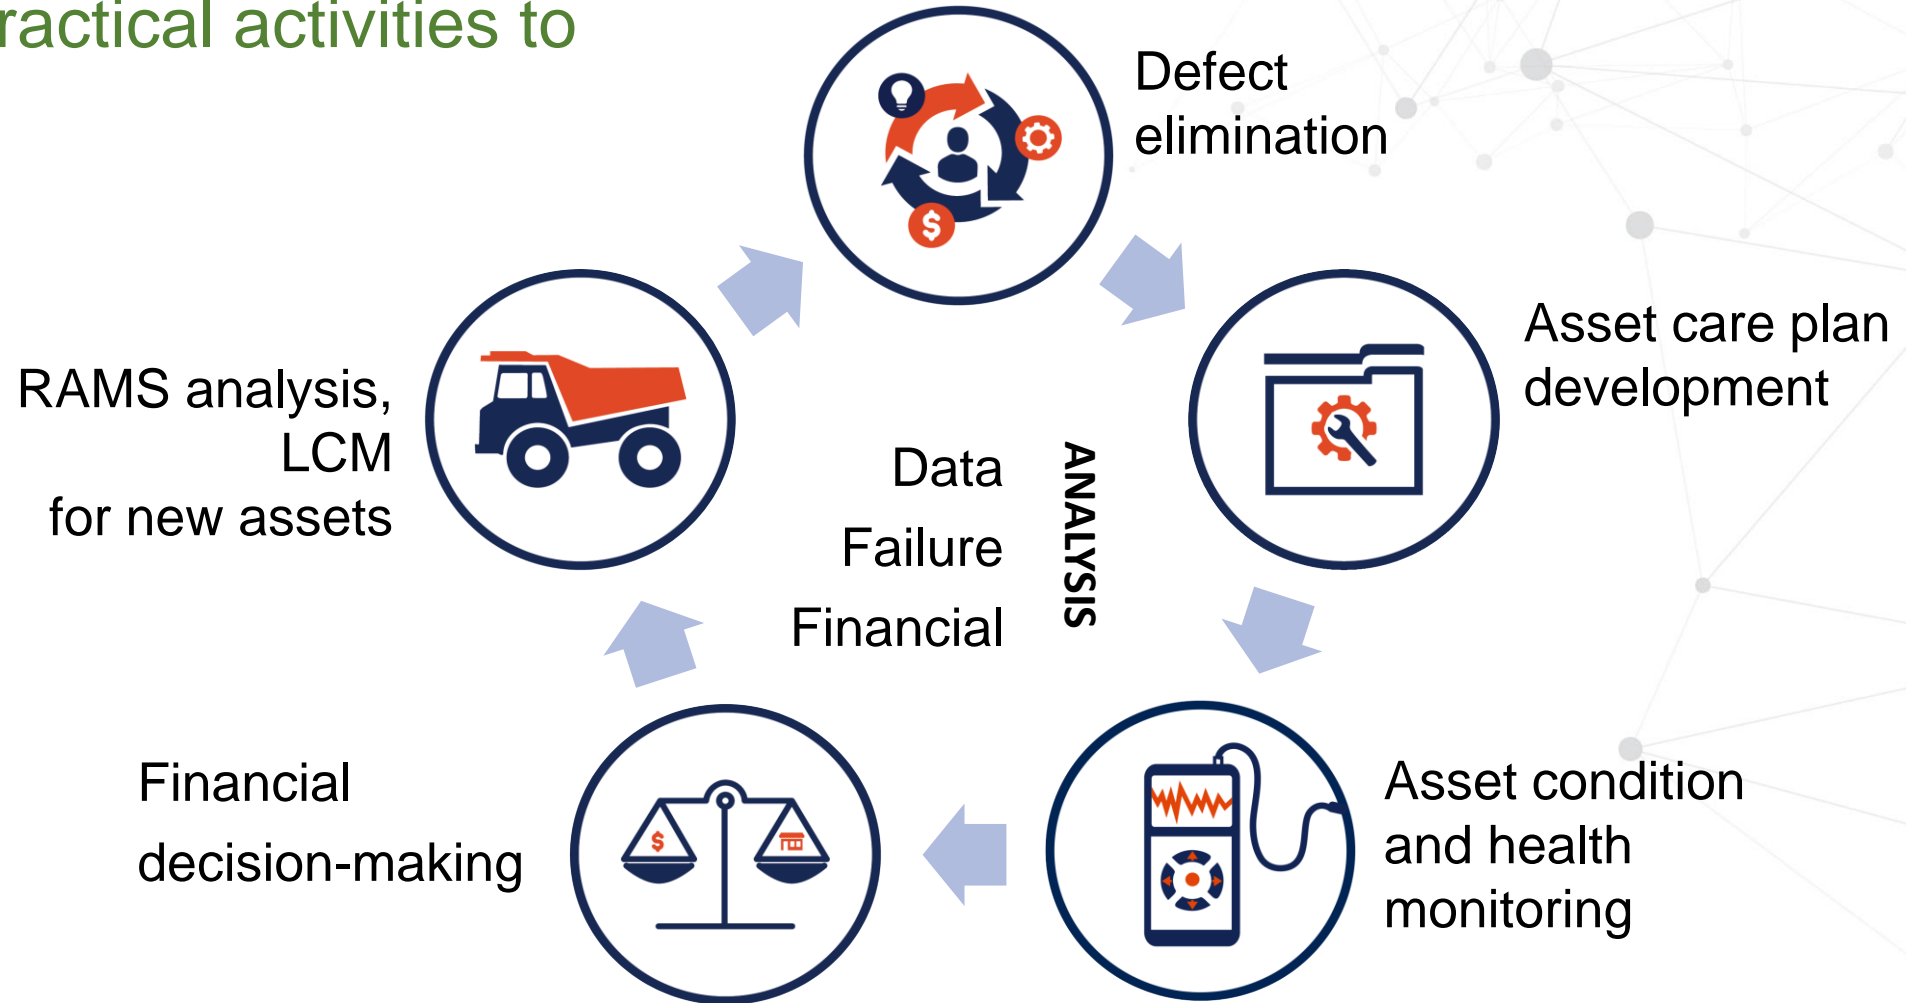 ractical activities to
Defect
elimination
Asset care plan
development
RAMS analysis,
LCM
for new assets
Data
Failure
Financial
ANALYSIS
Asset condition
and health
monitoring
Financial
decision-making
$
$